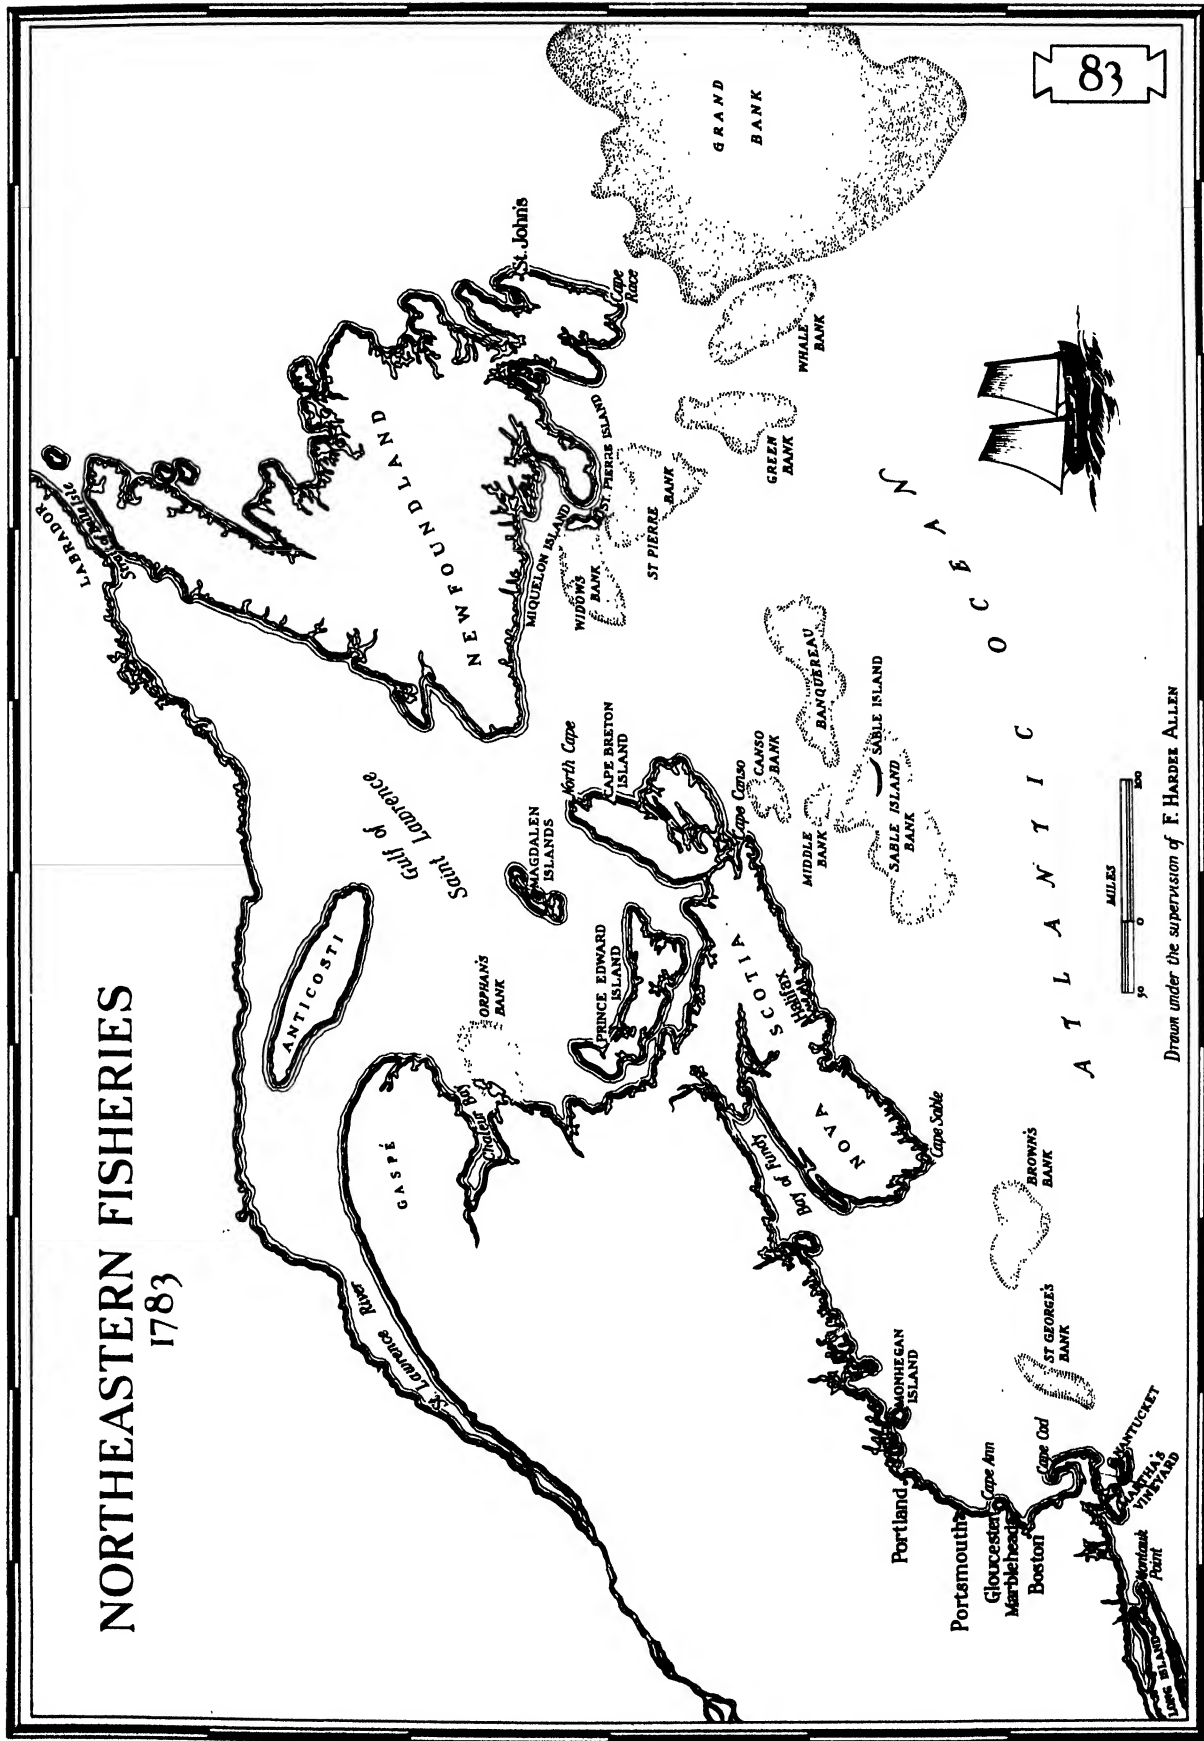 NORTHEASTERN FISHERIES
1783
83
LABRADOR
Strait of Belle Isle
NEWFOUNDLAND
St. John's
Cape
Race
GRAND
BANK
WHALE
BANK
GREEN
BANK
ST. PIERRE ISLAND
ST PIERRE
BANK
MIQUELON ISLAND
WIDOW'S
BANK
Gulf of
Saint Lawrence
ANTICOSTI
MAGDALEN
ISLANDS
North Cape
CAPE BRETON
ISLAND
Cape Canso
CANSO
BANK
BANQUEREAU
MIDDLE
BANK
SABLE ISLAND
SABLE ISLAND
BANK
ORPHAN'S
BANK
PRINCE EDWARD
ISLAND
GASPÉ
Chaleur Bay
St. Lawrence River
NOVA SCOTIA
Halifax
Bay of Fundy
Cape Sable
BROWN'S
BANK
ST GEORGE'S
BANK
MONHEGAN
ISLAND
Portland
Portsmouth
Cape Ann
Gloucester
Marblehead
Boston
Cape Cod
NANTUCKET
MARTHA'S
VINEYARD
Montauk
Point
LONG ISLAND
ATLANTIC OCEAN
MILES
50 0 100
Drawn under the supervision of F. HARDEE ALLEN